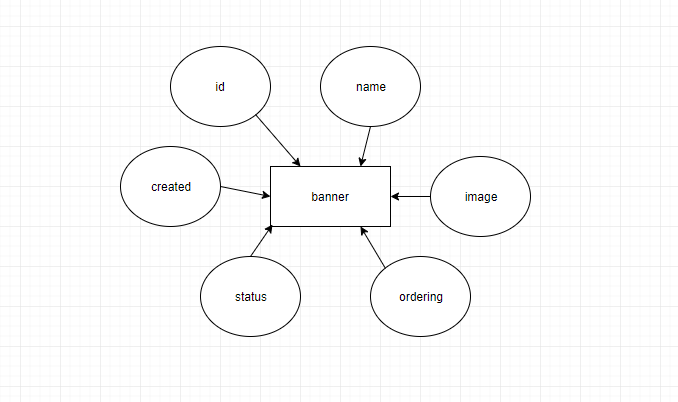 id
name
created
banner
image
status
ordering